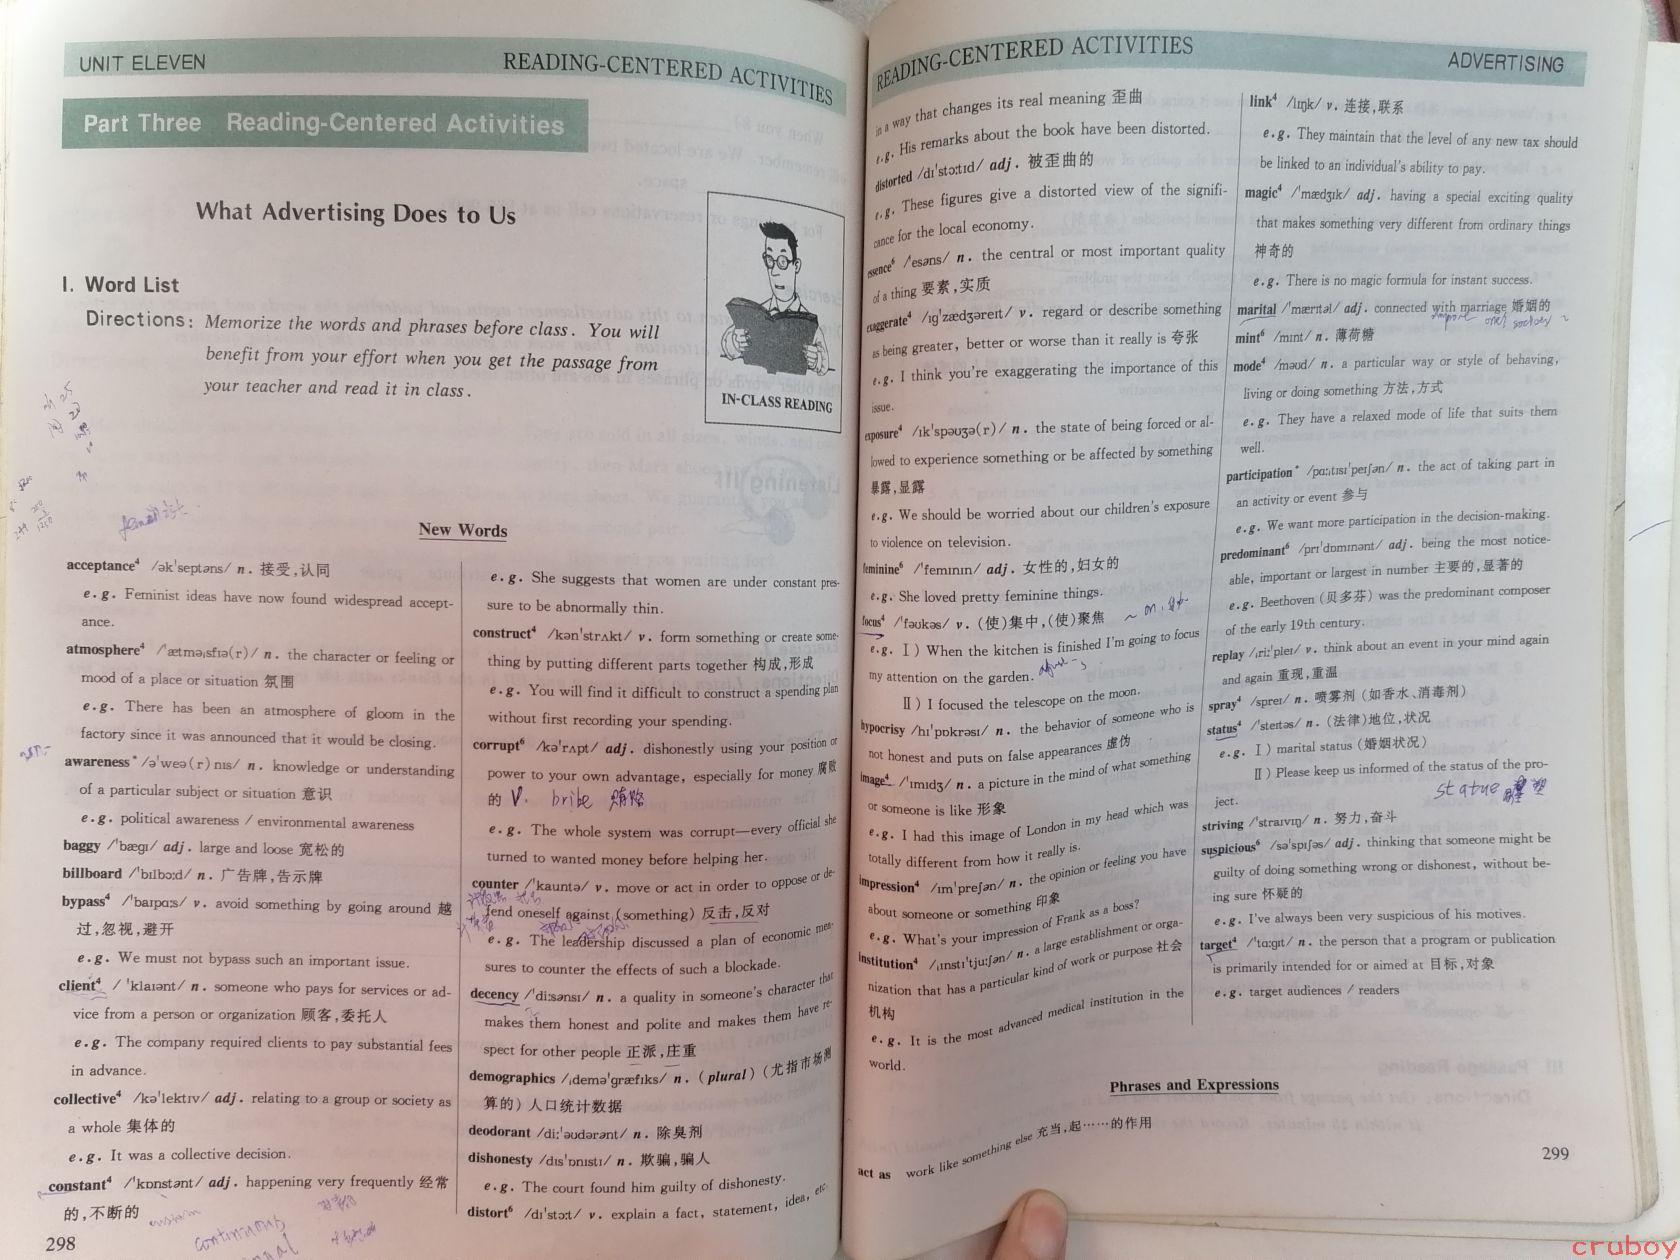 UNIT ELEVEN
READING-CENTERED ACTIVITIES
Part Three Reading-Centered Activities
What Advertising Does to Us
I. Word List
Directions: Memorize the words and phrases before class. You will
benefit from your effort when you get the passage from
your teacher and read it in class.
IN-CLASS READING
New Words
acceptance⁴ /ək'septəns/ n. 接受,认同
e.g. Feminist ideas have now found widespread accept-
ance.
atmosphere⁴ /'ætməˌsfɪə(r)/ n. the character or feeling or
mood of a place or situation 氛围
e.g. There has been an atmosphere of gloom in the
factory since it was announced that it would be closing.
awareness* /ə'weə(r)nɪs/ n. knowledge or understanding
of a particular subject or situation 意识
e.g. political awareness / environmental awareness
baggy /'bægɪ/ adj. large and loose 宽松的
billboard /'bɪlbɔːd/ n. 广告牌,告示牌
bypass⁴ /'baɪpɑːs/ v. avoid something by going around 越
过,忽视,避开
e.g. We must not bypass such an important issue.
client⁴ / 'klaɪənt/ n. someone who pays for services or ad-
vice from a person or organization 顾客,委托人
e.g. The company required clients to pay substantial fees
in advance.
collective⁴ /kə'lektɪv/ adj. relating to a group or society as
a whole 集体的
e.g. It was a collective decision.
constant⁴ /'kɒnstənt/ adj. happening very frequently 经常
的,不断的
continuous
298
e.g. She suggests that women are under constant pres-
sure to be abnormally thin.
construct⁴ /kən'strʌkt/ v. form something or create some-
thing by putting different parts together 构成,形成
e.g. You will find it difficult to construct a spending plan
without first recording your spending.
corrupt⁶ /kə'rʌpt/ adj. dishonestly using your position or
power to your own advantage, especially for money 腐败
的 V. bribe 贿赂
e.g. The whole system was corrupt—every official she
turned to wanted money before helping her.
counter /'kauntə/ v. move or act in order to oppose or de-
fend oneself against (something) 反击,反对
e.g. The leadership discussed a plan of economic mea-
sures to counter the effects of such a blockade.
decency /'diːsənsɪ/ n. a quality in someone's character that
makes them honest and polite and makes them have re-
spect for other people 正派,庄重
demographics /ˌdemə'græfɪks/ n. (plural) (尤指市场测
算的) 人口统计数据
deodorant /diː'əudərənt/ n. 除臭剂
dishonesty /dɪs'ɒnɪstɪ/ n. 欺骗,骗人
e.g. The court found him guilty of dishonesty.
distort⁶ /dɪ'stɔːt/ v. explain a fact, statement, idea, etc.
READING-CENTERED ACTIVITIES
ADVERTISING
in a way that changes its real meaning 歪曲
e.g. His remarks about the book have been distorted.
distorted /dɪ'stɔːtɪd/ adj. 被歪曲的
e.g. These figures give a distorted view of the signifi-
cance for the local economy.
essence⁶ /'esəns/ n. the central or most important quality
of a thing 要素,实质
exaggerate⁴ /ɪg'zædʒəreɪt/ v. regard or describe something
as being greater, better or worse than it really is 夸张
e.g. I think you're exaggerating the importance of this
issue.
exposure⁴ /ɪk'spəuʒə(r)/ n. the state of being forced or al-
lowed to experience something or be affected by something
暴露,显露
e.g. We should be worried about our children's exposure
to violence on television.
feminine⁶ /'femɪnɪn/ adj. 女性的,妇女的
e.g. She loved pretty feminine things.
focus⁴ /'fəukəs/ v. (使)集中,(使)聚焦 ~ on
e.g. Ⅰ) When the kitchen is finished I'm going to focus
my attention on the garden.
Ⅱ) I focused the telescope on the moon.
hypocrisy /hɪ'pɒkrəsɪ/ n. the behavior of someone who is
not honest and puts on false appearances 虚伪
image⁴ /'ɪmɪdʒ/ n. a picture in the mind of what something
or someone is like 形象
e.g. I had this image of London in my head which was
totally different from how it really is.
impression⁴ /ɪm'preʃən/ n. the opinion or feeling you have
about someone or something 印象
e.g. What's your impression of Frank as a boss?
institution⁴ /ˌɪnstɪ'tjuːʃən/ n. a large establishment or orga-
nization that has a particular kind of work or purpose 社会
机构
e.g. It is the most advanced medical institution in the
world.
link⁴ /lɪŋk/ v. 连接,联系
e.g. They maintain that the level of any new tax should
be linked to an individual's ability to pay.
magic⁴ /'mædʒɪk/ adj. having a special exciting quality
that makes something very different from ordinary things
神奇的
e.g. There is no magic formula for instant success.
marital /'mærɪtəl/ adj. connected with marriage 婚姻的
mint⁶ /mɪnt/ n. 薄荷糖
mode⁴ /məud/ n. a particular way or style of behaving,
living or doing something 方法,方式
e.g. They have a relaxed mode of life that suits them
well.
participation* /pɑːˌtɪsɪ'peɪʃən/ n. the act of taking part in
an activity or event 参与
e.g. We want more participation in the decision-making.
predominant⁶ /prɪ'dɒmɪnənt/ adj. being the most notice-
able, important or largest in number 主要的,显著的
e.g. Beethoven (贝多芬) was the predominant composer
of the early 19th century.
replay /ˌriː'pleɪ/ v. think about an event in your mind again
and again 重现,重温
spray⁴ /spreɪ/ n. 喷雾剂 (如香水、消毒剂)
status⁴ /'steɪtəs/ n. (法律)地位,状况
e.g. Ⅰ) marital status (婚姻状况)
Ⅱ) Please keep us informed of the status of the pro-
ject.
statue
striving /'straɪvɪŋ/ n. 努力,奋斗
suspicious⁶ /sə'spɪʃəs/ adj. thinking that someone might be
guilty of doing something wrong or dishonest, without be-
ing sure 怀疑的
e.g. I've always been very suspicious of his motives.
target⁴ /'tɑːgɪt/ n. the person that a program or publication
is primarily intended for or aimed at 目标,对象
e.g. target audiences / readers
Phrases and Expressions
act as work like something else 充当,起……的作用
299
cruboy